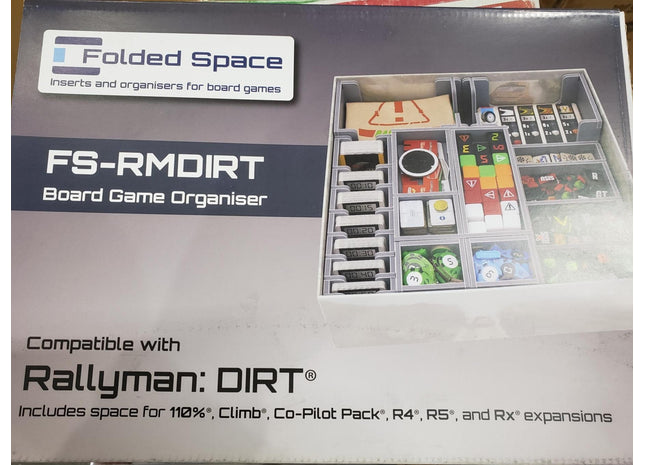 Folded Space
Inserts and organisers for board games
FS-RMDIRT
Board Game Organiser
Compatible with
Rallyman: DIRT®
Includes space for 110%®, Climb®, Co-Pilot Pack®, R4®, R5®, and Rx® expansions